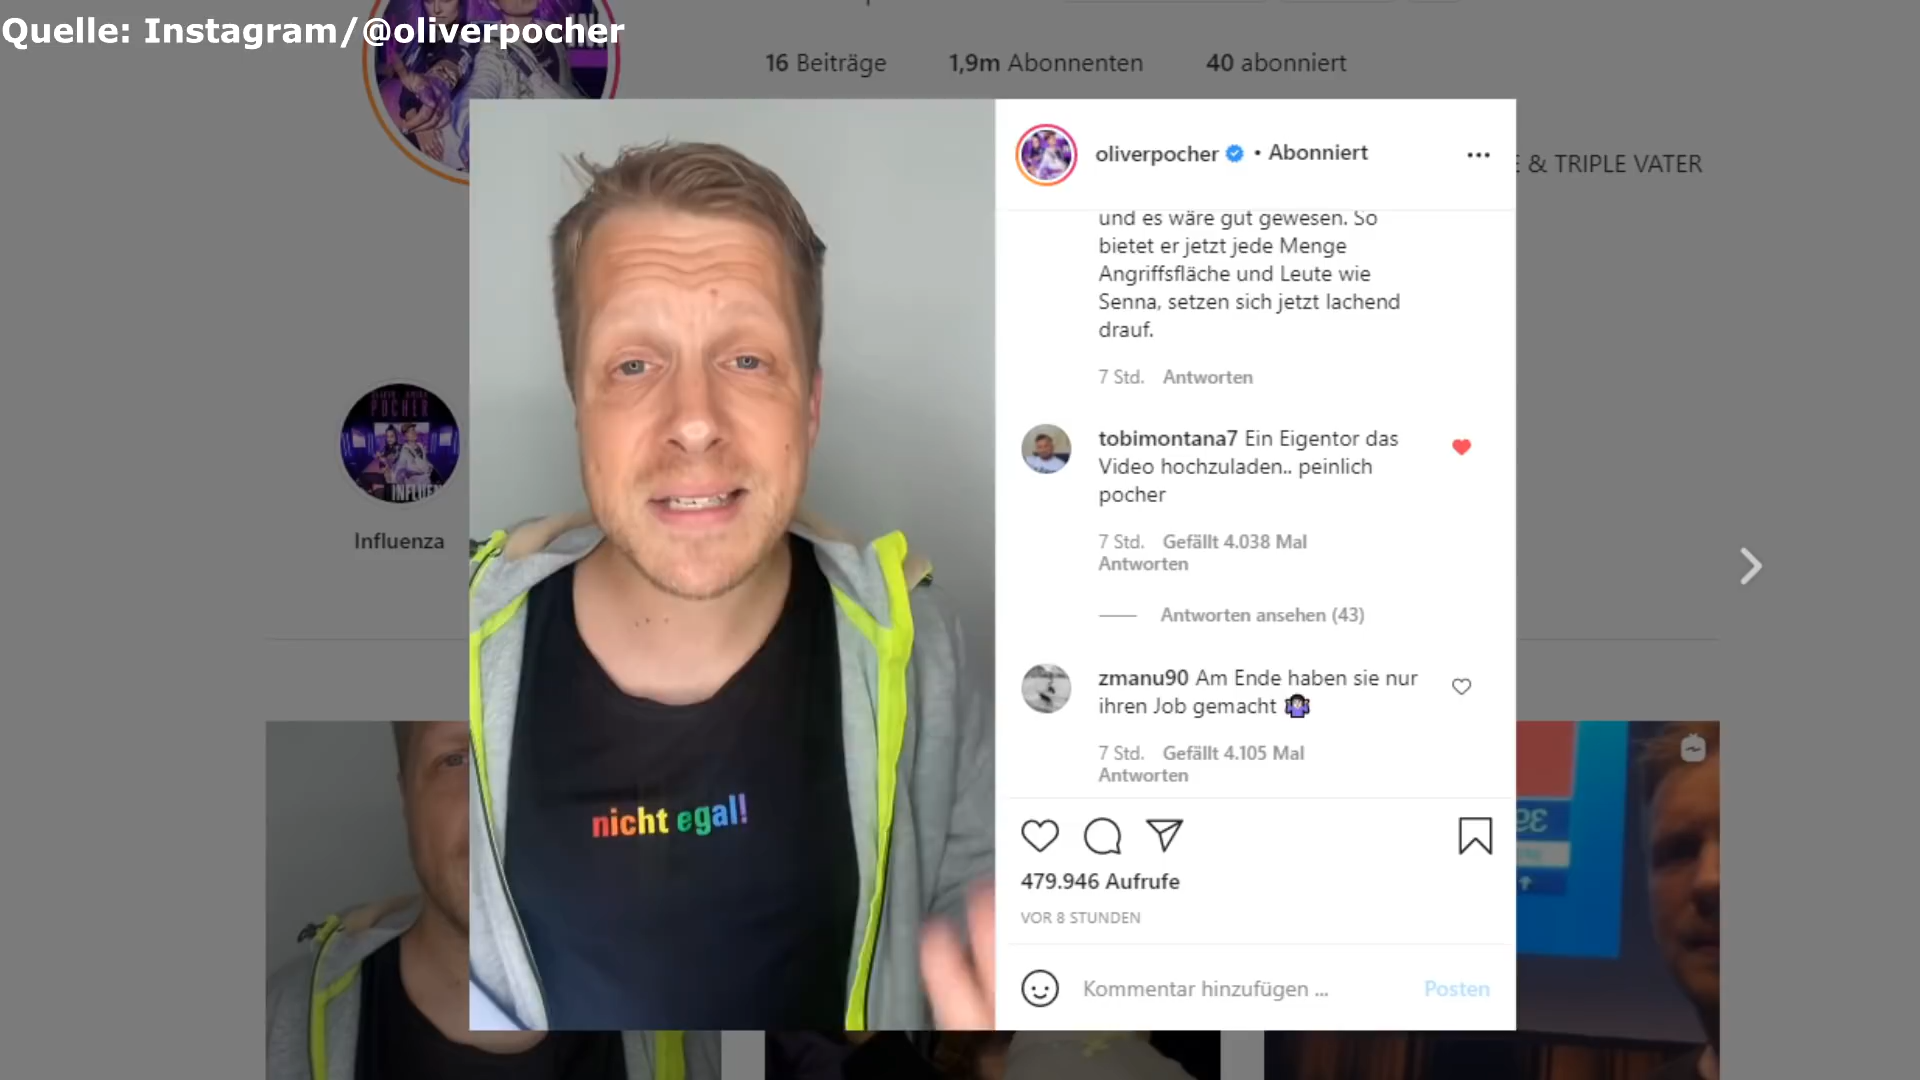 Quelle: Instagram/@oliverpocher
16 Beiträge 1,9m Abonnenten 40 abonniert
& TRIPLE VATER
POCHER
Influenza
nicht egal!
oliverpocher • Abonniert
und es wäre gut gewesen. So
bietet er jetzt jede Menge
Angriffsfläche und Leute wie
Senna, setzen sich jetzt lachend
drauf.
7 Std. Antworten
tobimontana7 Ein Eigentor das
Video hochzuladen.. peinlich
pocher
7 Std. Gefällt 4.038 Mal
Antworten
Antworten ansehen (43)
zmanu90 Am Ende haben sie nur
ihren Job gemacht 🤷🏻‍♀️
7 Std. Gefällt 4.105 Mal
Antworten
479.946 Aufrufe
VOR 8 STUNDEN
Kommentar hinzufügen ... Posten